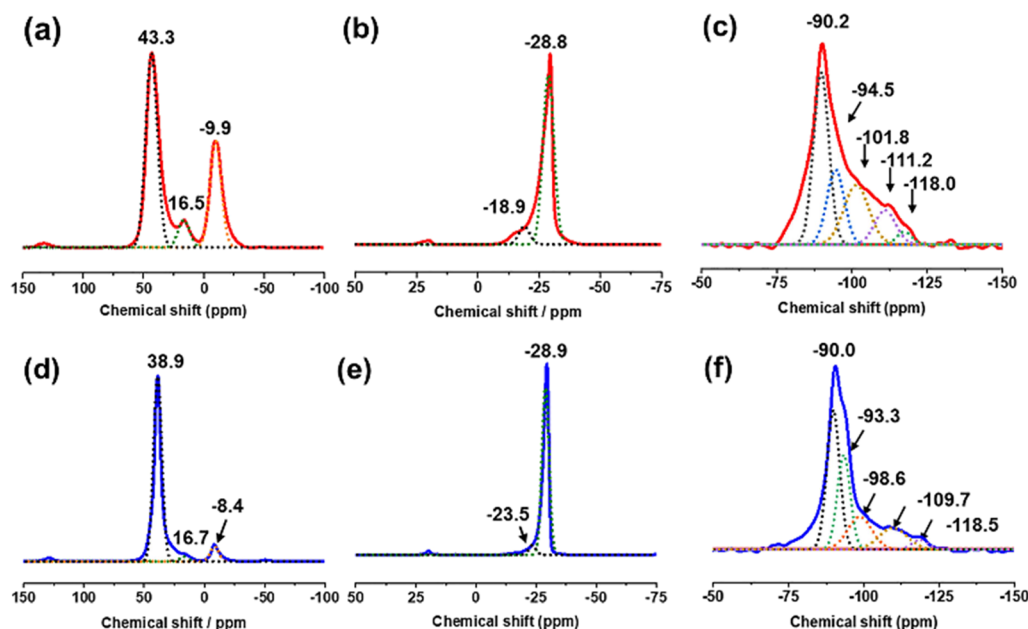 (a)
43.3
16.5
-9.9
150 100 50 0 -50 -100
Chemical shift (ppm)
(b)
-28.8
-18.9
50 25 0 -25 -50 -75
Chemical shift / ppm
(c)
-90.2
-94.5
-101.8
-111.2
-118.0
-50 -75 -100 -125 -150
Chemical shift (ppm)
(d)
38.9
16.7
-8.4
150 100 50 0 -50 -100
Chemical shift / ppm
(e)
-28.9
-23.5
50 25 0 -25 -50 -75
Chemical shift (ppm)
(f)
-90.0
-93.3
-98.6
-109.7
-118.5
-50 -75 -100 -125 -150
Chemical shift (ppm)